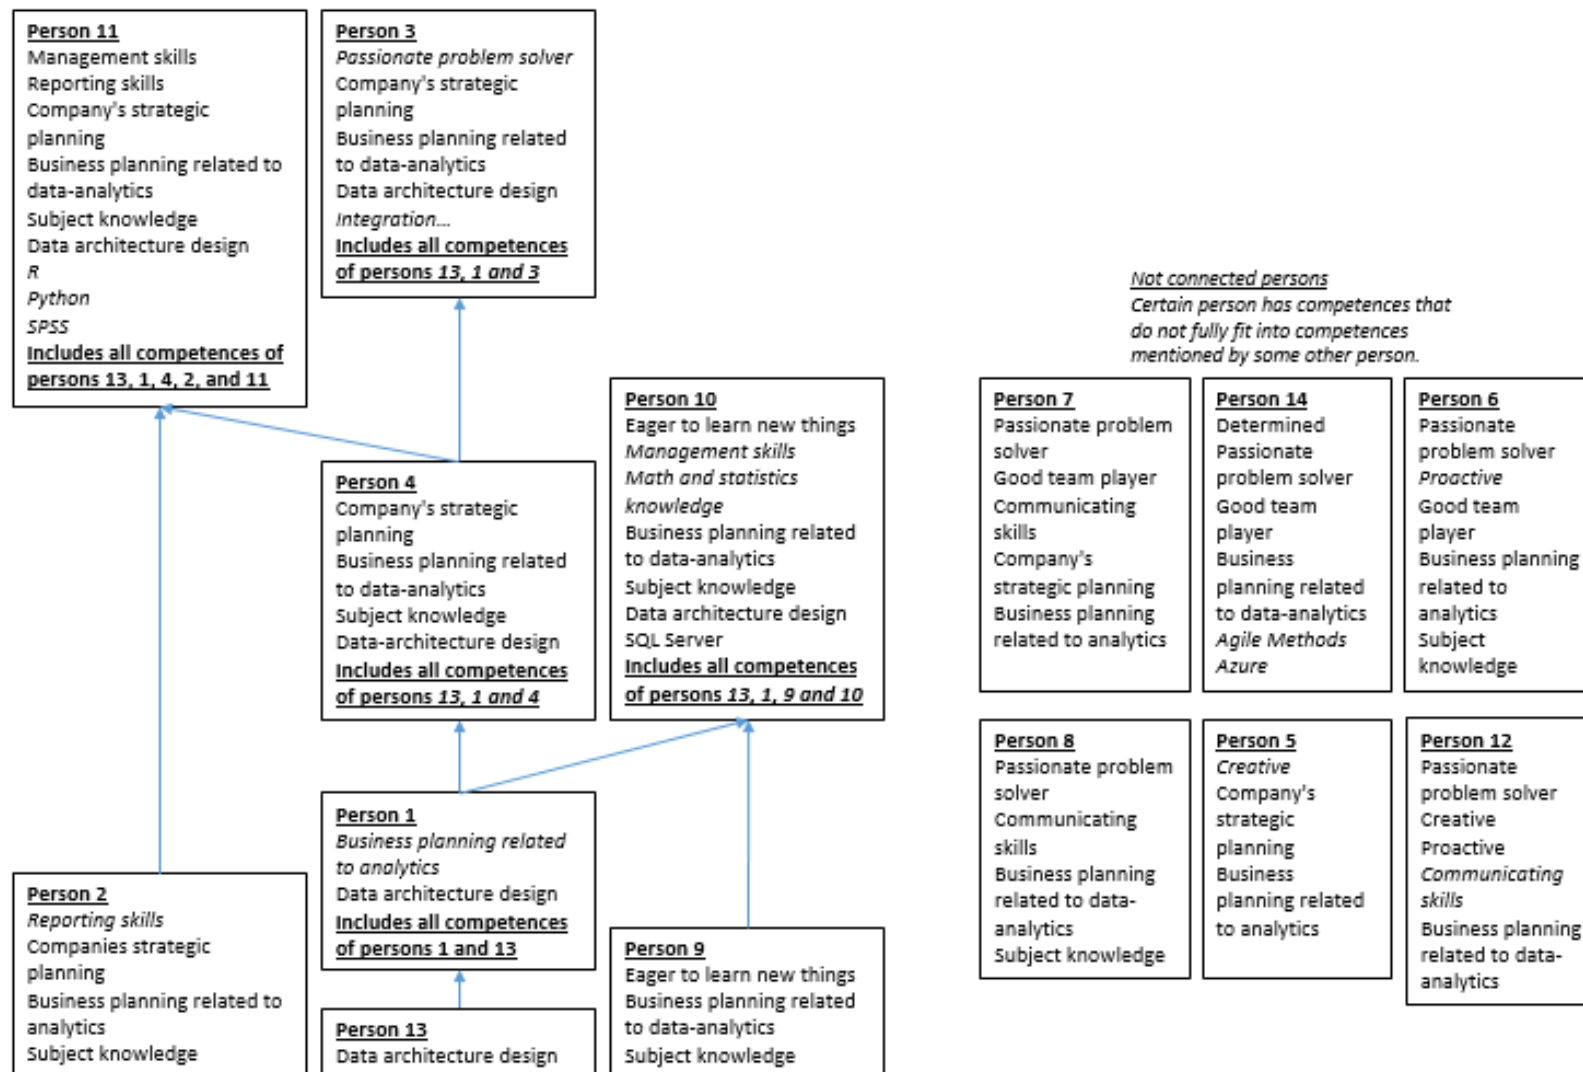 Person 11
Management skills
Reporting skills
Company's strategic
planning
Business planning related to
data-analytics
Subject knowledge
Data architecture design
R
Python
SPSS
Includes all competences of
persons 13, 1, 4, 2, and 11
Person 3
Passionate problem solver
Company's strategic
planning
Business planning related
to data-analytics
Data architecture design
Integration...
Includes all competences
of persons 13, 1 and 3
Person 10
Eager to learn new things
Management skills
Math and statistics
knowledge
Business planning related
to data-analytics
Subject knowledge
Data architecture design
SQL Server
Includes all competences
of persons 13, 1, 9 and 10
Person 4
Company's strategic
planning
Business planning related
to data-analytics
Subject knowledge
Data-architecture design
Includes all competences
of persons 13, 1 and 4
Person 1
Business planning related
to analytics
Data architecture design
Includes all competences
of persons 1 and 13
Person 2
Reporting skills
Companies strategic
planning
Business planning related to
analytics
Subject knowledge
Person 13
Data architecture design
Person 9
Eager to learn new things
Business planning related
to data-analytics
Subject knowledge
Not connected persons
Certain person has competences that
do not fully fit into competences
mentioned by some other person.
Person 7
Passionate problem
solver
Good team player
Communicating
skills
Company's
strategic planning
Business planning
related to analytics
Person 14
Determined
Passionate
problem solver
Good team
player
Business
planning related
to data-analytics
Agile Methods
Azure
Person 6
Passionate
problem solver
Proactive
Good team
player
Business planning
related to
analytics
Subject
knowledge
Person 8
Passionate problem
solver
Communicating
skills
Business planning
related to data-
analytics
Subject knowledge
Person 5
Creative
Company's
strategic
planning
Business
planning related
to analytics
Person 12
Passionate
problem solver
Creative
Proactive
Communicating
skills
Business planning
related to data-
analytics